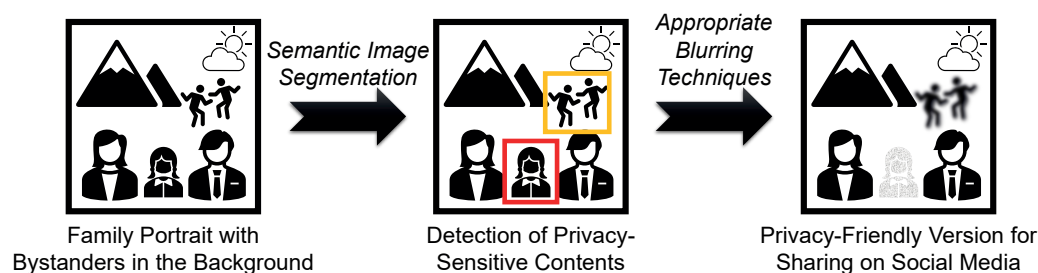 Semantic Image
Segmentation
Appropriate
Blurring
Techniques
Family Portrait with
Bystanders in the Background
Detection of Privacy-
Sensitive Contents
Privacy-Friendly Version for
Sharing on Social Media